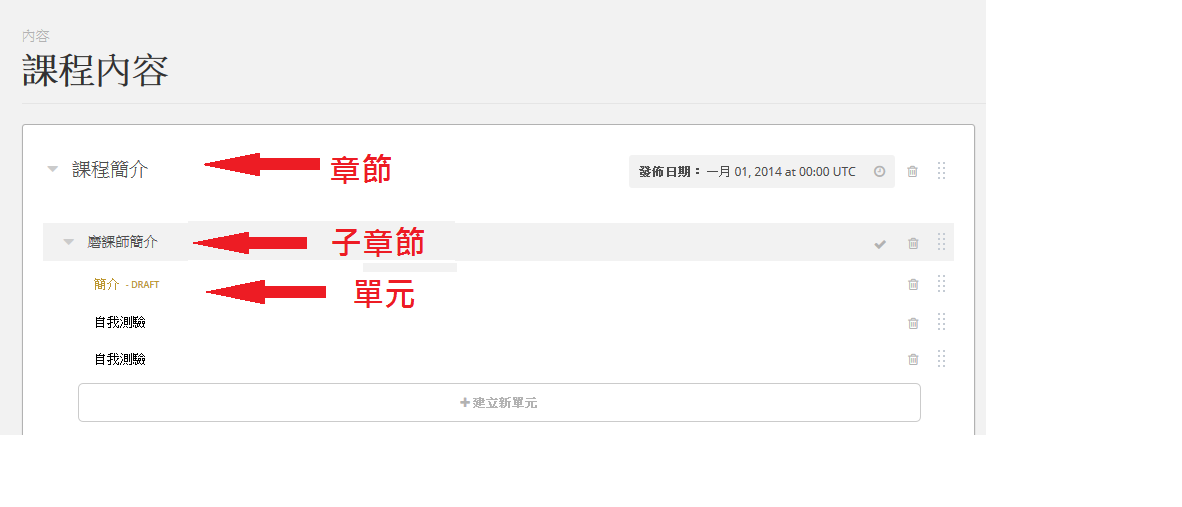 內容
課程內容
課程簡介 章節 發佈日期： 一月 01, 2014 at 00:00 UTC
磨課師簡介 子章節
簡介 - DRAFT 單元
自我測驗
自我測驗
+ 建立新單元